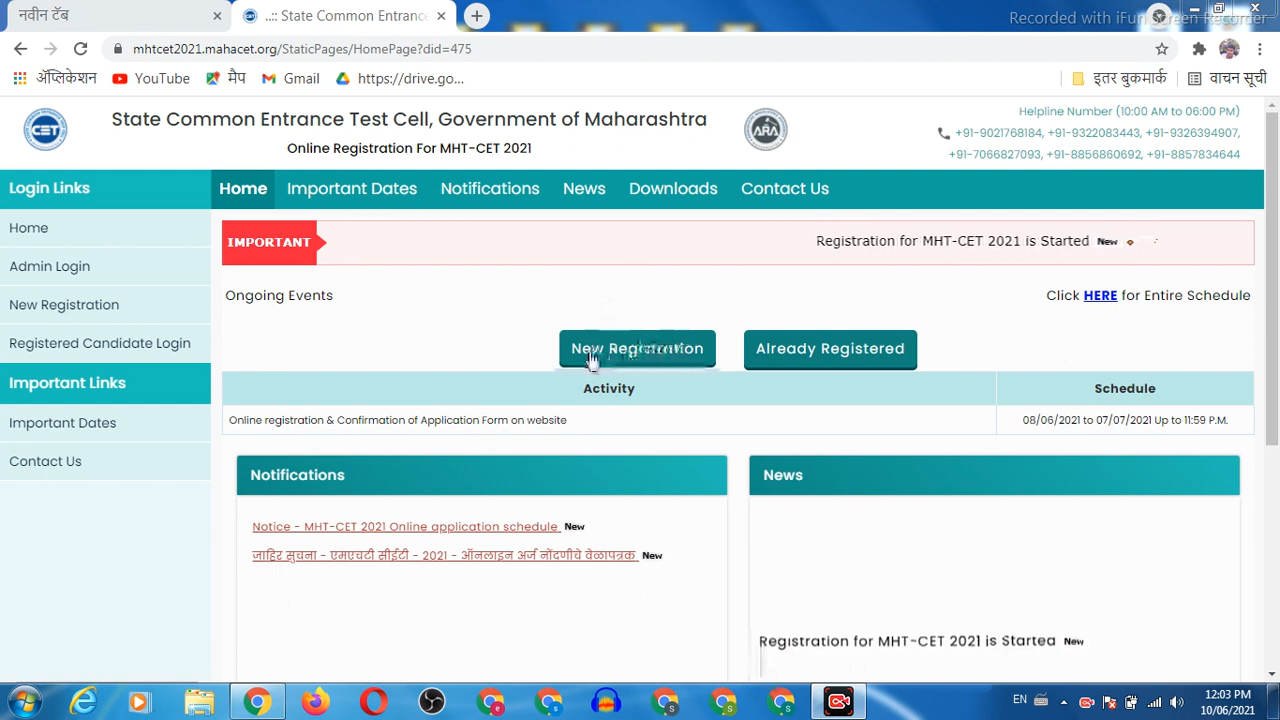 नवीन टॅब
..:: State Common Entrance
Recorded with iFun Screen Recorder
mhtcet2021.mahacet.org/StaticPages/HomePage?did=475
ॲप्लिकेशन YouTube मॅप Gmail https://drive.go... इतर बुकमार्क वाचन सूची
State Common Entrance Test Cell, Government of Maharashtra
Online Registration For MHT-CET 2021
CET
ARA
Helpline Number (10:00 AM to 06:00 PM)
+91-9021768184, +91-9322083443, +91-9326394907,
+91-7066827093, +91-8856860692, +91-8857834644
Login Links
Home Important Dates Notifications News Downloads Contact Us
Home
Admin Login
New Registration
Registered Candidate Login
Important Links
Important Dates
Contact Us
IMPORTANT
Registration for MHT-CET 2021 is Started New
Ongoing Events
Click HERE for Entire Schedule
New Registration Already Registered
Activity Schedule
Online registration & Confirmation of Application Form on website 08/06/2021 to 07/07/2021 Up to 11:59 P.M.
Notifications
Notice - MHT-CET 2021 Online application schedule New
जाहिर सुचना - एमएचटी सीईटी - 2021 - ऑनलाइन अर्ज नोंदणीचे वेळापत्रक New
News
Registration for MHT-CET 2021 is Started New
EN
12:03 PM
10/06/2021